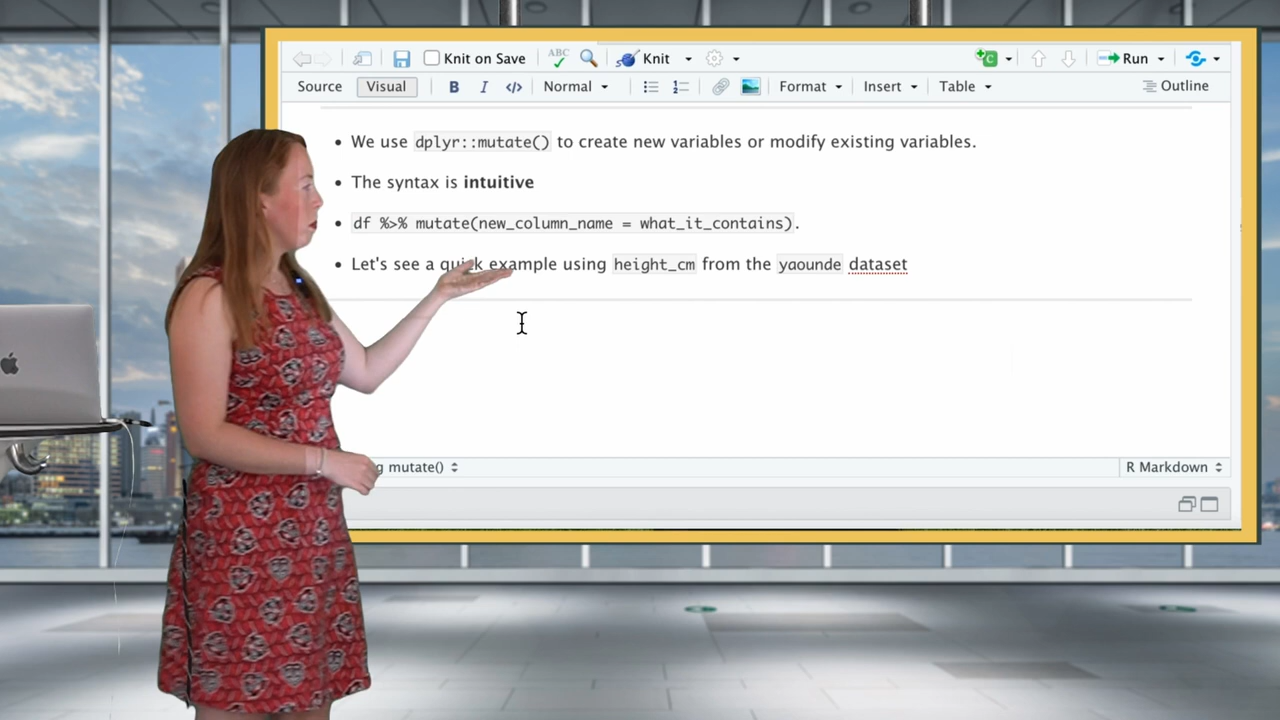 Knit on Save ABC Knit Run
Source Visual B I </> Normal Format Insert Table Outline
We use dplyr::mutate() to create new variables or modify existing variables.
The syntax is intuitive
df %>% mutate(new_column_name = what_it_contains).
Let's see a quick example using height_cm from the yaounde dataset
g mutate() R Markdown